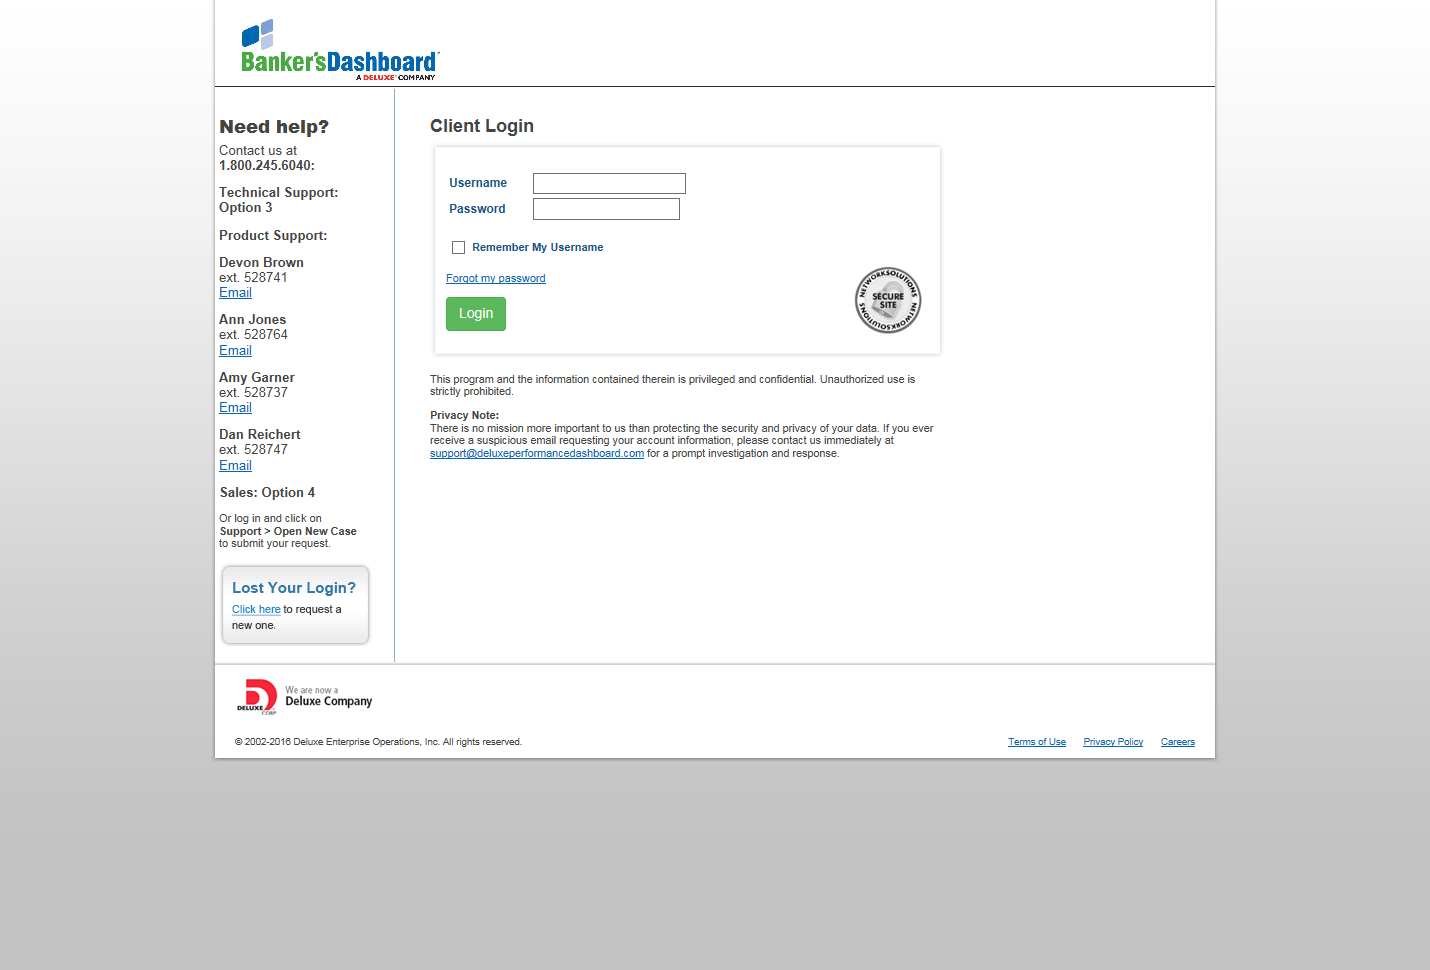 Banker'sDashboard
A DELUXE COMPANY
Need help?
Contact us at
1.800.245.6040:
Technical Support:
Option 3
Product Support:
Devon Brown
ext. 528741
Email
Ann Jones
ext. 528764
Email
Amy Garner
ext. 528737
Email
Dan Reichert
ext. 528747
Email
Sales: Option 4
Or log in and click on
Support > Open New Case
to submit your request.
Lost Your Login?
Click here to request a
new one.
Client Login
Username
Password
Remember My Username
Forgot my password
Login
NETWORKSOLUTIONS
SECURE
SITE
NETWORKSOLUTIONS
This program and the information contained therein is privileged and confidential. Unauthorized use is
strictly prohibited.
Privacy Note:
There is no mission more important to us than protecting the security and privacy of your data. If you ever
receive a suspicious email requesting your account information, please contact us immediately at
support@deluxeperformancedashboard.com for a prompt investigation and response.
DELUXE
CORP
We are now a
Deluxe Company
© 2002-2016 Deluxe Enterprise Operations, Inc. All rights reserved.
Terms of Use Privacy Policy Careers